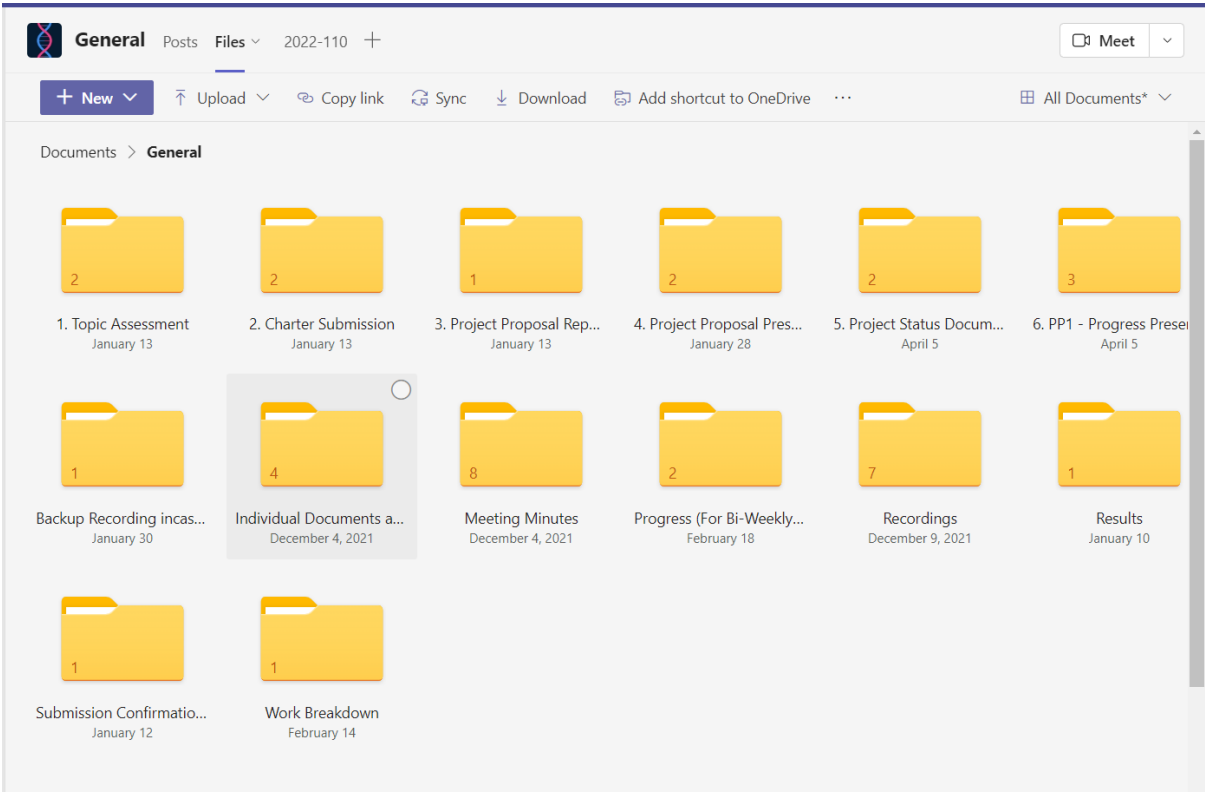 General Posts Files 2022-110
Meet
New Upload Copy link Sync Download Add shortcut to OneDrive ... All Documents*
Documents > General
2 2 1 2 2 3
1. Topic Assessment 2. Charter Submission 3. Project Proposal Rep... 4. Project Proposal Pres... 5. Project Status Docum... 6. PP1 - Progress Presen
January 13 January 13 January 13 January 28 April 5 April 5
1 4 8 2 7 1
Backup Recording incas... Individual Documents a... Meeting Minutes Progress (For Bi-Weekly... Recordings Results
January 30 December 4, 2021 December 4, 2021 February 18 December 9, 2021 January 10
1 1
Submission Confirmatio... Work Breakdown
January 12 February 14